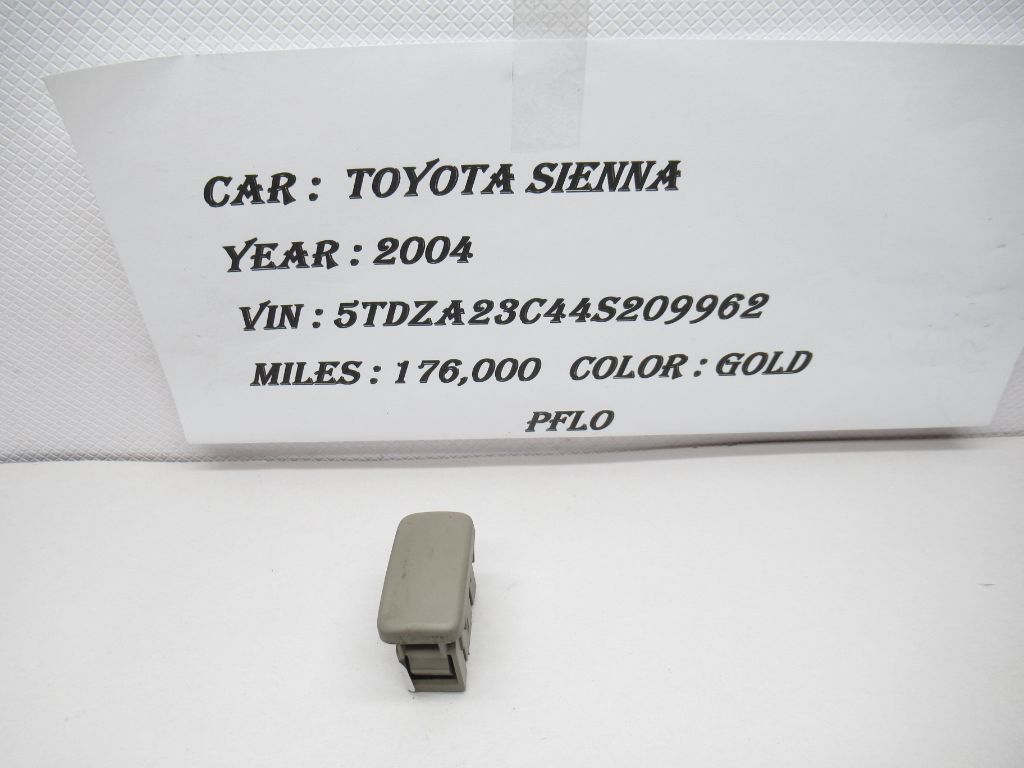 CAR : TOYOTA SIENNA
YEAR : 2004
VIN : 5TDZA23C44S209962
MILES : 176,000 COLOR : GOLD
PFLO